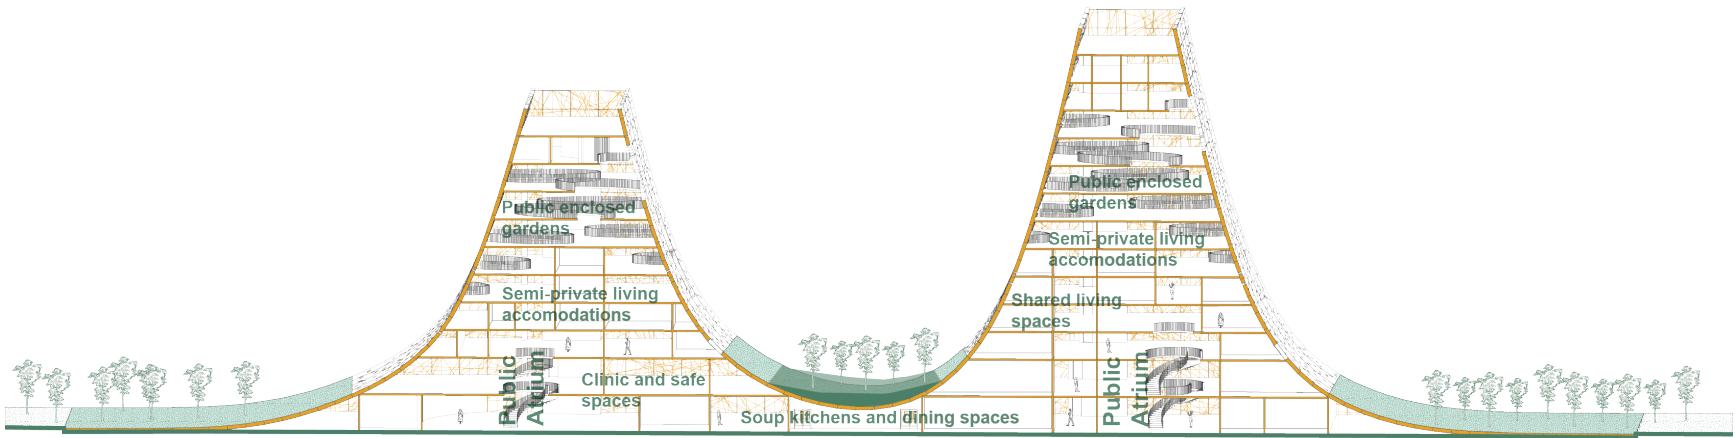 Public enclosed
gardens
Semi-private living
accomodations
Public
Atrium
Clinic and safe
spaces
Soup kitchens and dining spaces
Public enclosed
gardens
Semi-private living
accomodations
Shared living
spaces
Public
Atrium